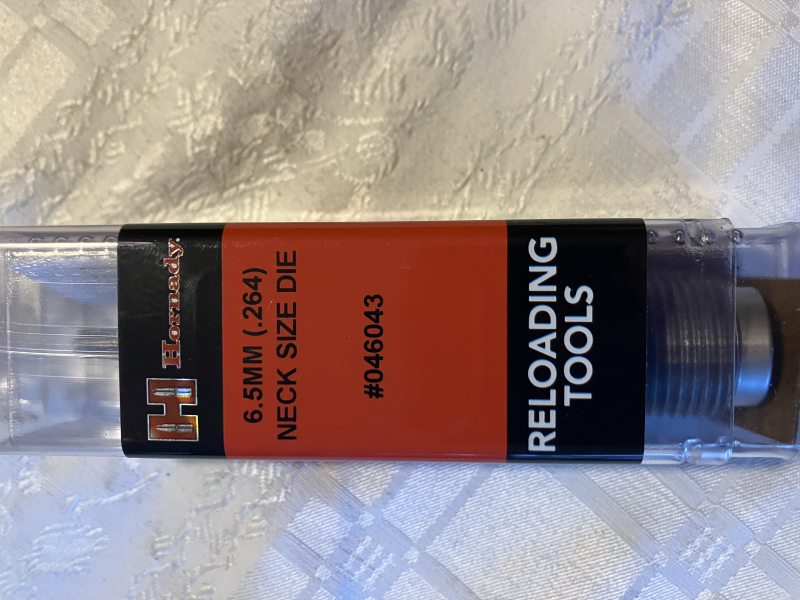 H Hornady.
6.5MM (.264)
NECK SIZE DIE
#046043
RELOADING
TOOLS